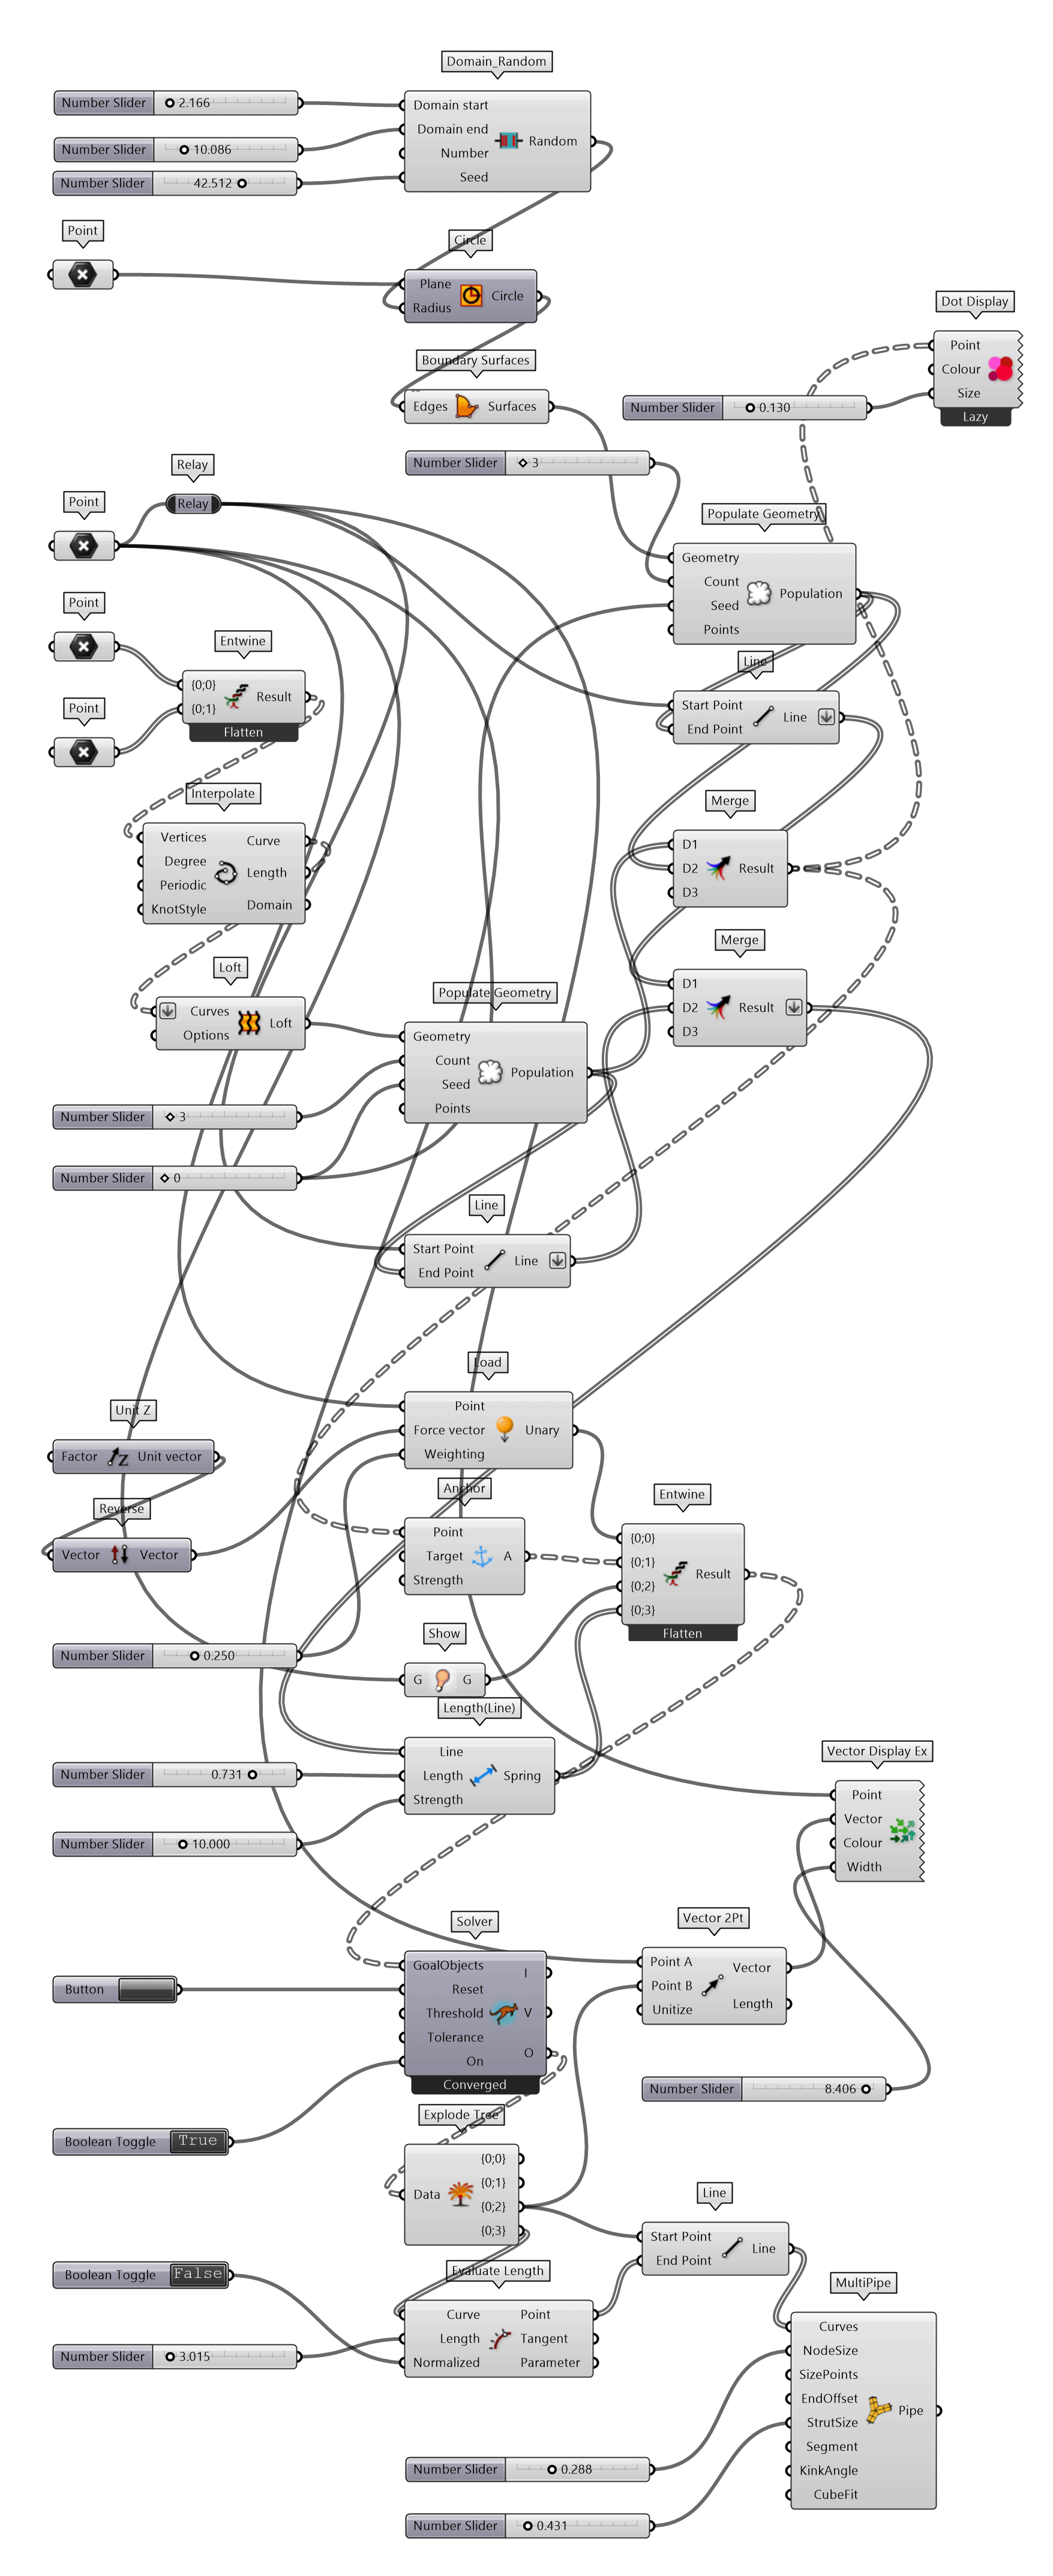 Domain_Random
Number Slider 2.166
Number Slider 10.086
Number Slider 42.512
Domain start
Domain end
Number
Seed
Random
Point
Circle
Plane
Radius
Circle
Boundary Surfaces
Edges Surfaces
Dot Display
Point
Colour
Size
Lazy
Number Slider 0.130
Number Slider 3
Relay
Relay
Point
Populate Geometry
Geometry
Count
Seed
Points
Population
Point
Entwine
{0;0}
{0;1}
Result
Flatten
Point
Line
Start Point
End Point
Line
Interpolate
Vertices
Degree
Periodic
KnotStyle
Curve
Length
Domain
Merge
D1
D2
D3
Result
Merge
D1
D2
D3
Result
Loft
Curves
Options
Loft
Populate Geometry
Geometry
Count
Seed
Points
Population
Number Slider 3
Number Slider 0
Line
Start Point
End Point
Line
Load
Point
Force vector
Weighting
Unary
Unit Z
Factor Unit vector
Reverse
Vector Vector
Anchor
Point
Target
Strength
A
Entwine
{0;0}
{0;1}
{0;2}
{0;3}
Result
Flatten
Show
G G
Number Slider 0.250
Length(Line)
Line
Length
Strength
Spring
Number Slider 0.731
Number Slider 10.000
Vector Display Ex
Point
Vector
Colour
Width
Solver
GoalObjects
Reset
Threshold
Tolerance
On
I
V
O
Converged
Vector 2Pt
Point A
Point B
Unitize
Vector
Length
Button
Number Slider 8.406
Boolean Toggle True
Explode Tree
Data
{0;0}
{0;1}
{0;2}
{0;3}
Line
Start Point
End Point
Line
Boolean Toggle False
Evaluate Length
Curve
Length
Normalized
Point
Tangent
Parameter
Number Slider 3.015
MultiPipe
Curves
NodeSize
SizePoints
EndOffset
StrutSize
Segment
KinkAngle
CubeFit
Pipe
Number Slider 0.288
Number Slider 0.431